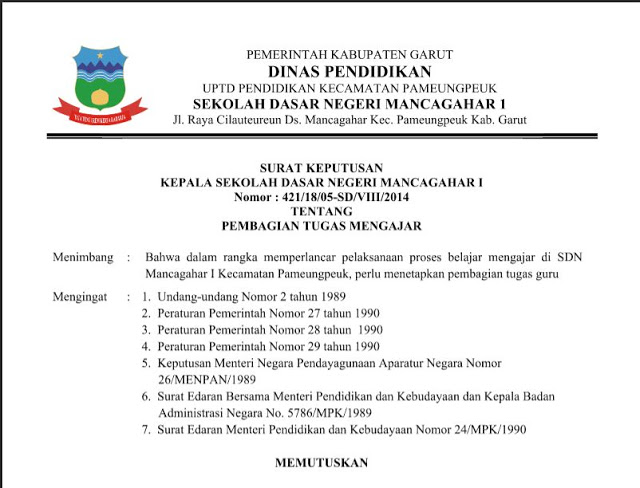 PEMERINTAH KABUPATEN GARUT
DINAS PENDIDIKAN
UPTD PENDIDIKAN KECAMATAN PAMEUNGPEUK
SEKOLAH DASAR NEGERI MANCAGAHAR 1
Jl. Raya Cilauteureun Ds. Mancagahar Kec. Pameungpeuk Kab. Garut
SURAT KEPUTUSAN
KEPALA SEKOLAH DASAR NEGERI MANCAGAHAR I
Nomor : 421/18/05-SD/VIII/2014
TENTANG
PEMBAGIAN TUGAS MENGAJAR
Menimbang : Bahwa dalam rangka memperlancar pelaksanaan proses belajar mengajar di SDN
Mancagahar I Kecamatan Pameungpeuk, perlu menetapkan pembagian tugas guru
Mengingat : 1. Undang-undang Nomor 2 tahun 1989
2. Peraturan Pemerintah Nomor 27 tahun 1990
3. Peraturan Pemerintah Nomor 28 tahun 1990
4. Peraturan Pemerintah Nomor 29 tahun 1990
5. Keputusan Menteri Negara Pendayagunaan Aparatur Negara Nomor
26/MENPAN/1989
6. Surat Edaran Bersama Menteri Pendidikan dan Kebudayaan dan Kepala Badan
Administrasi Negara No. 5786/MPK/1989
7. Surat Edaran Menteri Pendidikan dan Kebudayaan Nomor 24/MPK/1990
MEMUTUSKAN